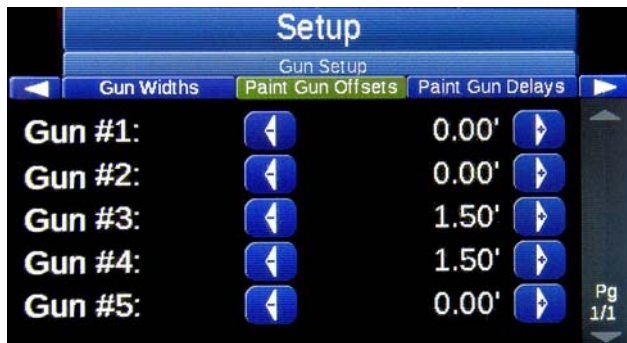 Setup
Gun Setup
Gun Widths Paint Gun Offsets Paint Gun Delays
Gun #1: - 0.00' +
Gun #2: - 0.00' +
Gun #3: - 1.50' +
Gun #4: - 1.50' +
Gun #5: - 0.00' +
Pg
1/1